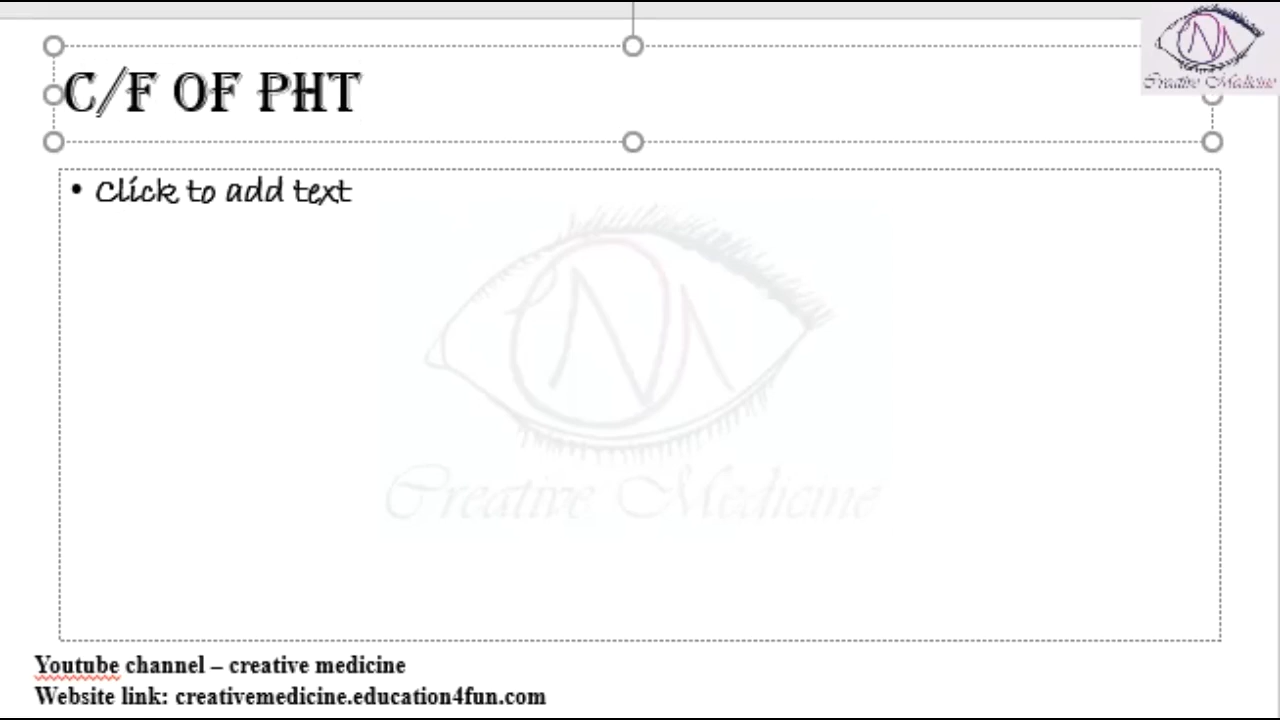 Creative Medicine
C/F OF PHT
• Click to add text
Creative Medicine
Youtube channel – creative medicine
Website link: creativemedicine.education4fun.com